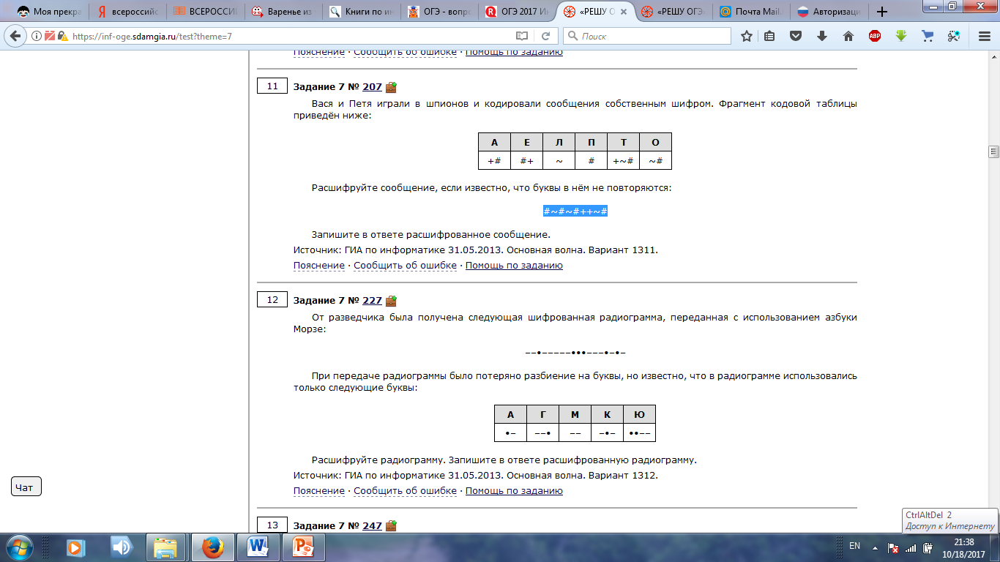 Моя прекра
всероссийс
ВСЕРОССИЙ
Варенье из
Книги по ин
ОГЭ - вопро
ОГЭ 2017 Ин
«РЕШУ О
«РЕШУ ОГЭ»
Почта Mail.
Авторизаци
https://inf-oge.sdamgia.ru/test?theme=7
Поиск
ABP
Пояснение · Сообщить об ошибке · Помощь по заданию
11 Задание 7 № 207
Вася и Петя играли в шпионов и кодировали сообщения собственным шифром. Фрагмент кодовой таблицы
приведён ниже:
А Е Л П Т О
+# #+ ~ # +~# ~#
Расшифруйте сообщение, если известно, что буквы в нём не повторяются:
#~#~#++~#
Запишите в ответе расшифрованное сообщение.
Источник: ГИА по информатике 31.05.2013. Основная волна. Вариант 1311.
Пояснение · Сообщить об ошибке · Помощь по заданию
12 Задание 7 № 227
От разведчика была получена следующая шифрованная радиограмма, переданная с использованием азбуки
Морзе:
––•–––––•••–––•–•–
При передаче радиограммы было потеряно разбиение на буквы, но известно, что в радиограмме использовались
только следующие буквы:
А Г М К Ю
•– ––• –– –•– ••––
Расшифруйте радиограмму. Запишите в ответе расшифрованную радиограмму.
Источник: ГИА по информатике 31.05.2013. Основная волна. Вариант 1312.
Пояснение · Сообщить об ошибке · Помощь по заданию
Чат
13 Задание 7 № 247
CtrlAltDel 2
Доступ к Интернету
EN
21:38
10/18/2017